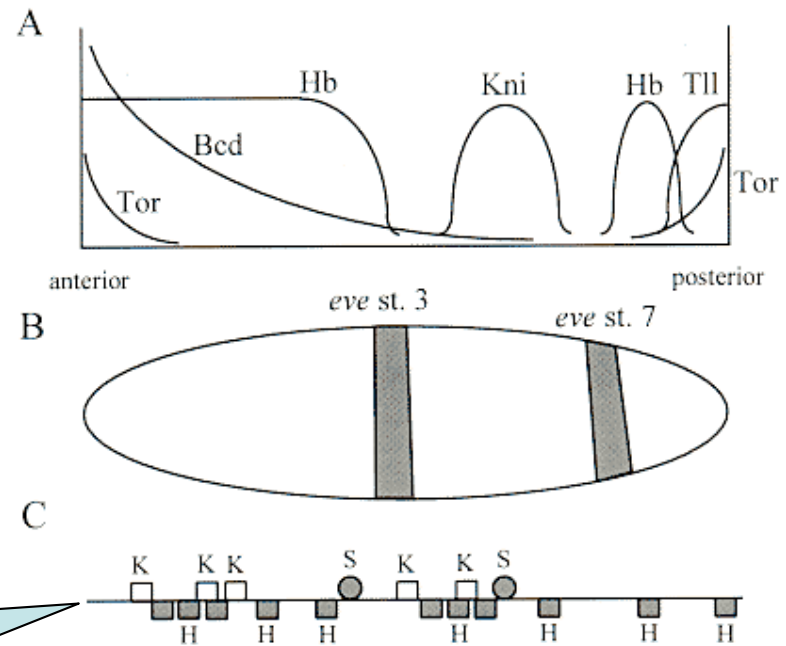 A
Hb Kni Hb Tll
Bcd
Tor Tor
anterior posterior
eve st. 3
eve st. 7
B
C
K K K S K K S
H H H H H H H